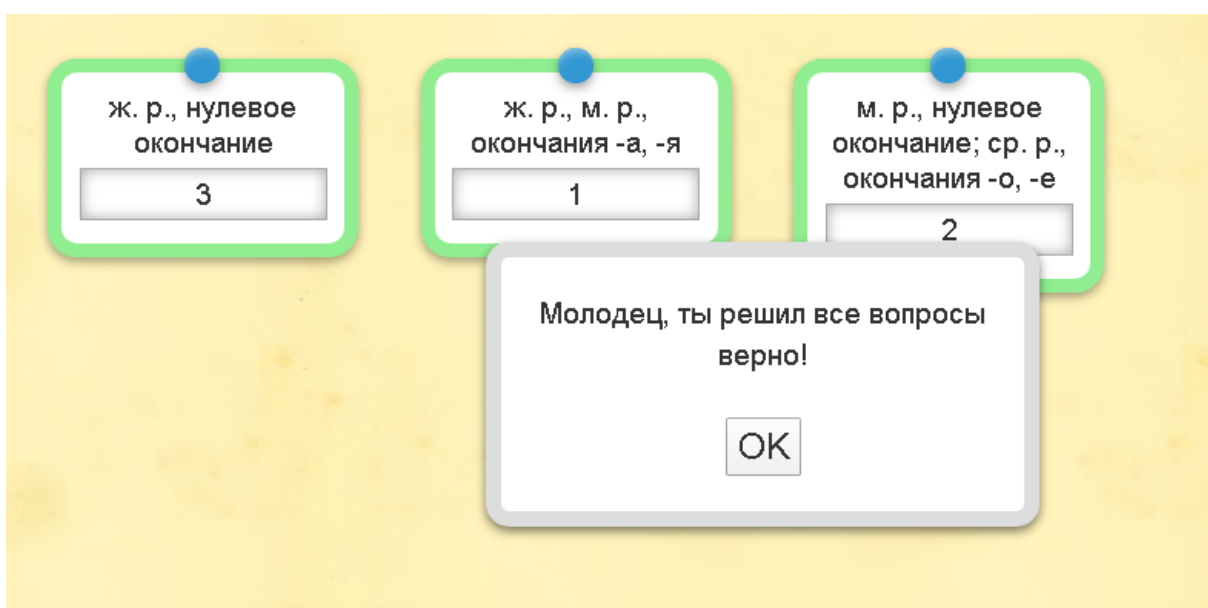 ж. р., нулевое
окончание
3
ж. р., м. р.,
окончания -а, -я
1
м. р., нулевое
окончание; ср. р.,
окончания -о, -е
2
Молодец, ты решил все вопросы
верно!
OK